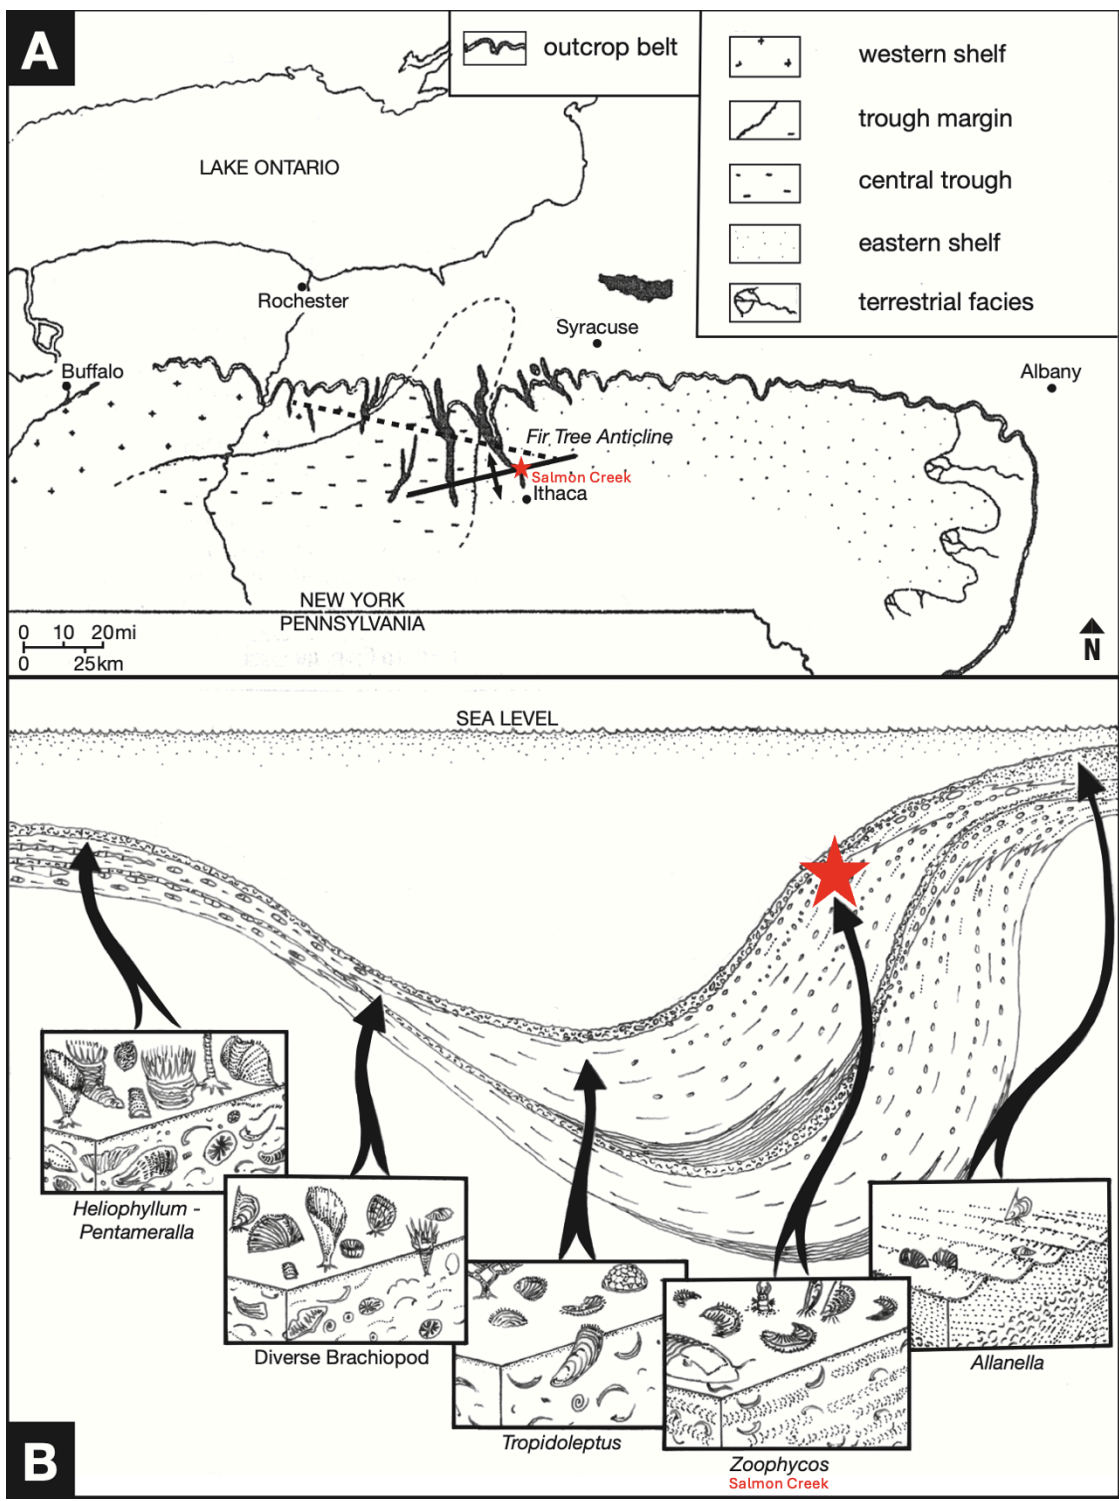 A
outcrop belt
western shelf
trough margin
central trough
eastern shelf
terrestrial facies
LAKE ONTARIO
Rochester
Syracuse
Buffalo
Albany
Fir Tree Anticline
Salmon Creek
Ithaca
NEW YORK
PENNSYLVANIA
0 10 20mi
0 25km
N
SEA LEVEL
Heliophyllum -
Pentameralla
Diverse Brachiopod
Tropidoleptus
Zoophycos
Salmon Creek
Allanella
B